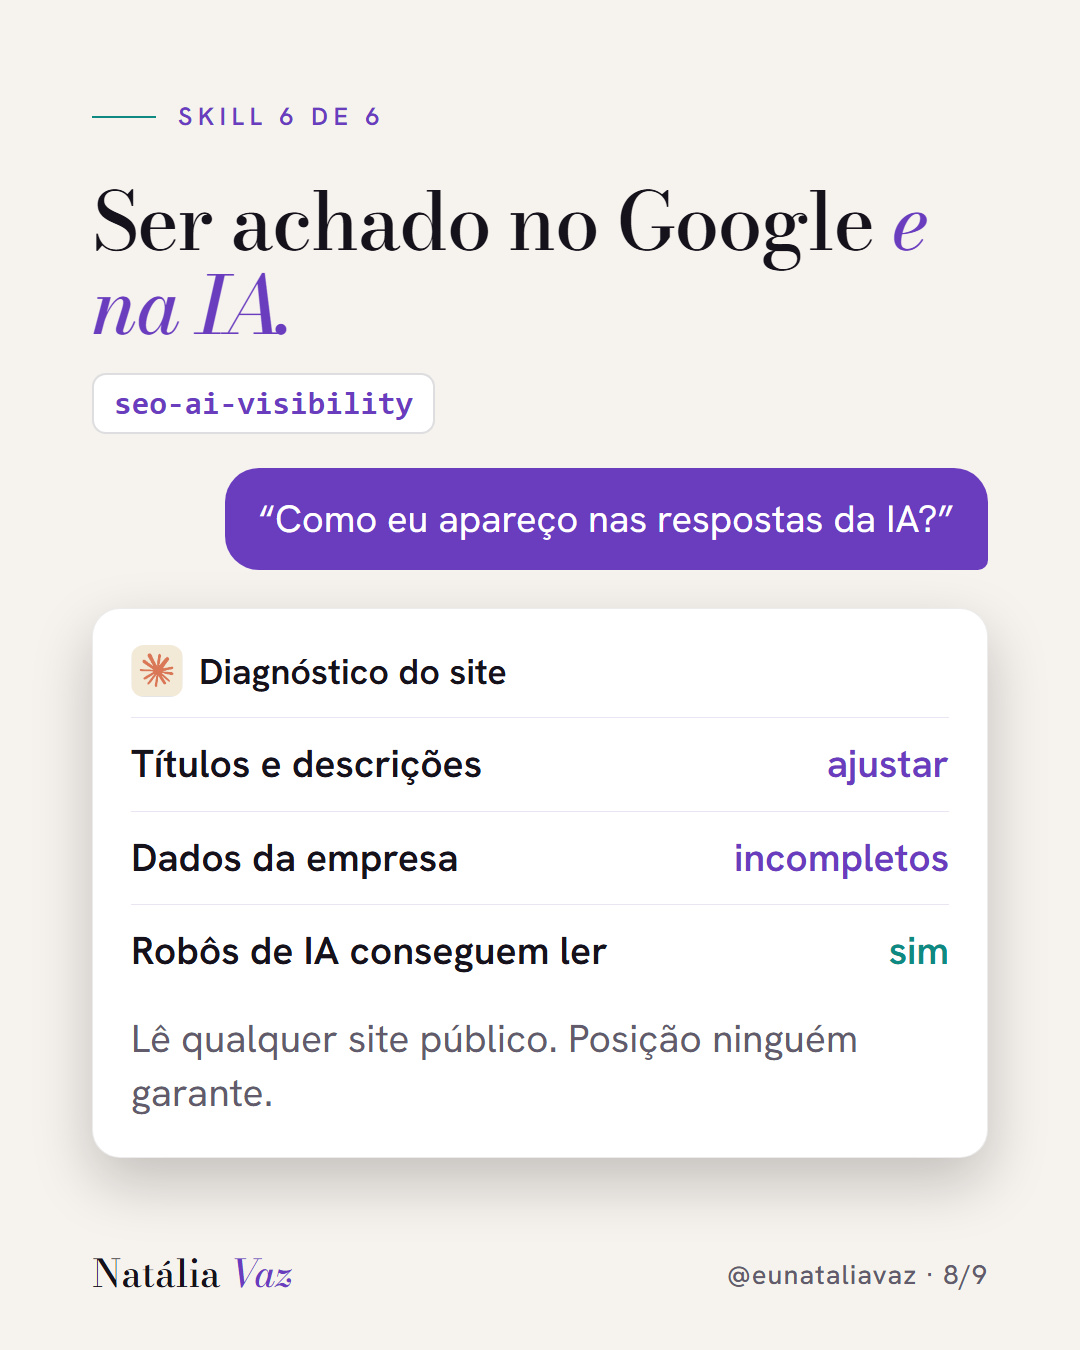 SKILL 6 DE 6
Ser achado no Google e
na IA.
seo-ai-visibility
“Como eu apareço nas respostas da IA?”
Diagnóstico do site
Títulos e descrições ajustar
Dados da empresa incompletos
Robôs de IA conseguem ler sim
Lê qualquer site público. Posição ninguém
garante.
Natália Vaz @eunataliavaz · 8/9